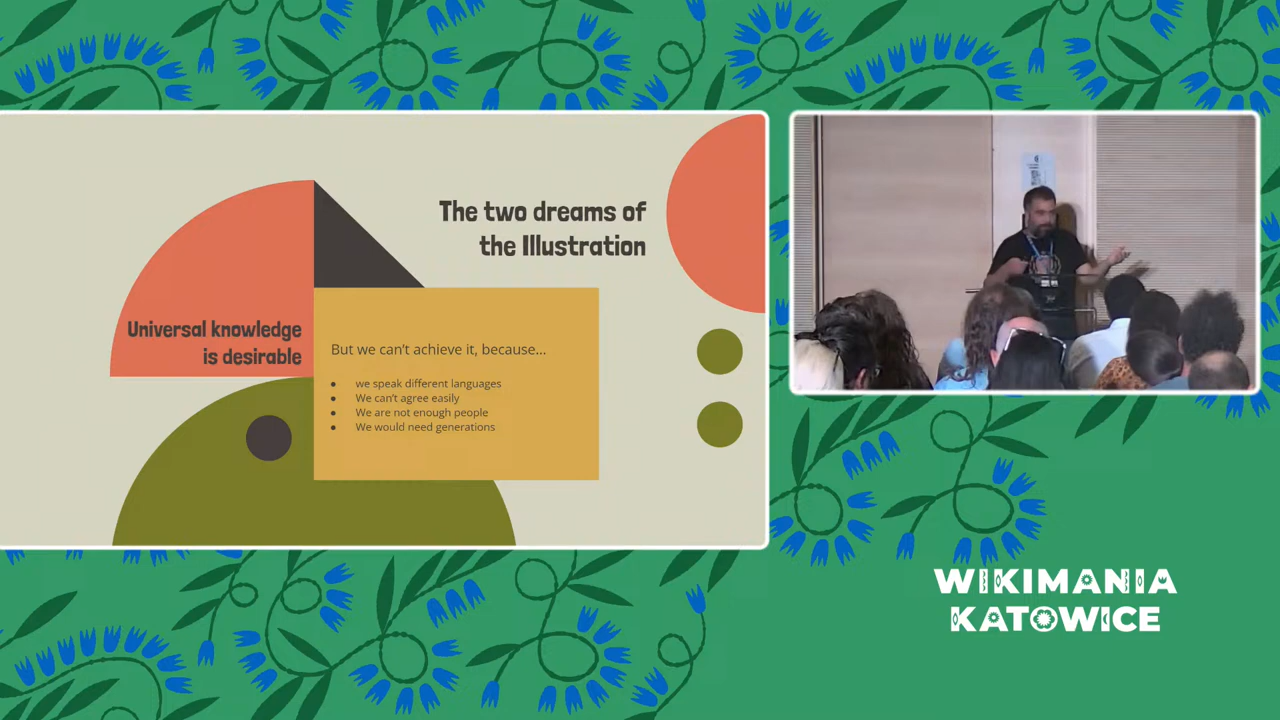 The two dreams of
the Illustration
Universal knowledge
is desirable
But we can't achieve it, because...
● we speak different languages
● We can't agree easily
● We are not enough people
● We would need generations
6
WIKIMANIA
KATOWICE